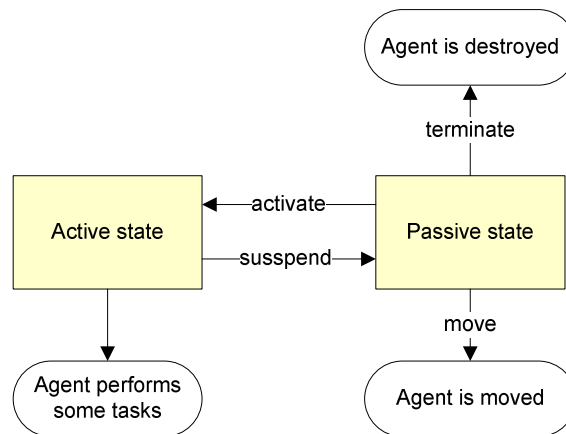 Agent is destroyed
terminate
Active state
activate
susspend
Passive state
move
Agent performs
some tasks
Agent is moved